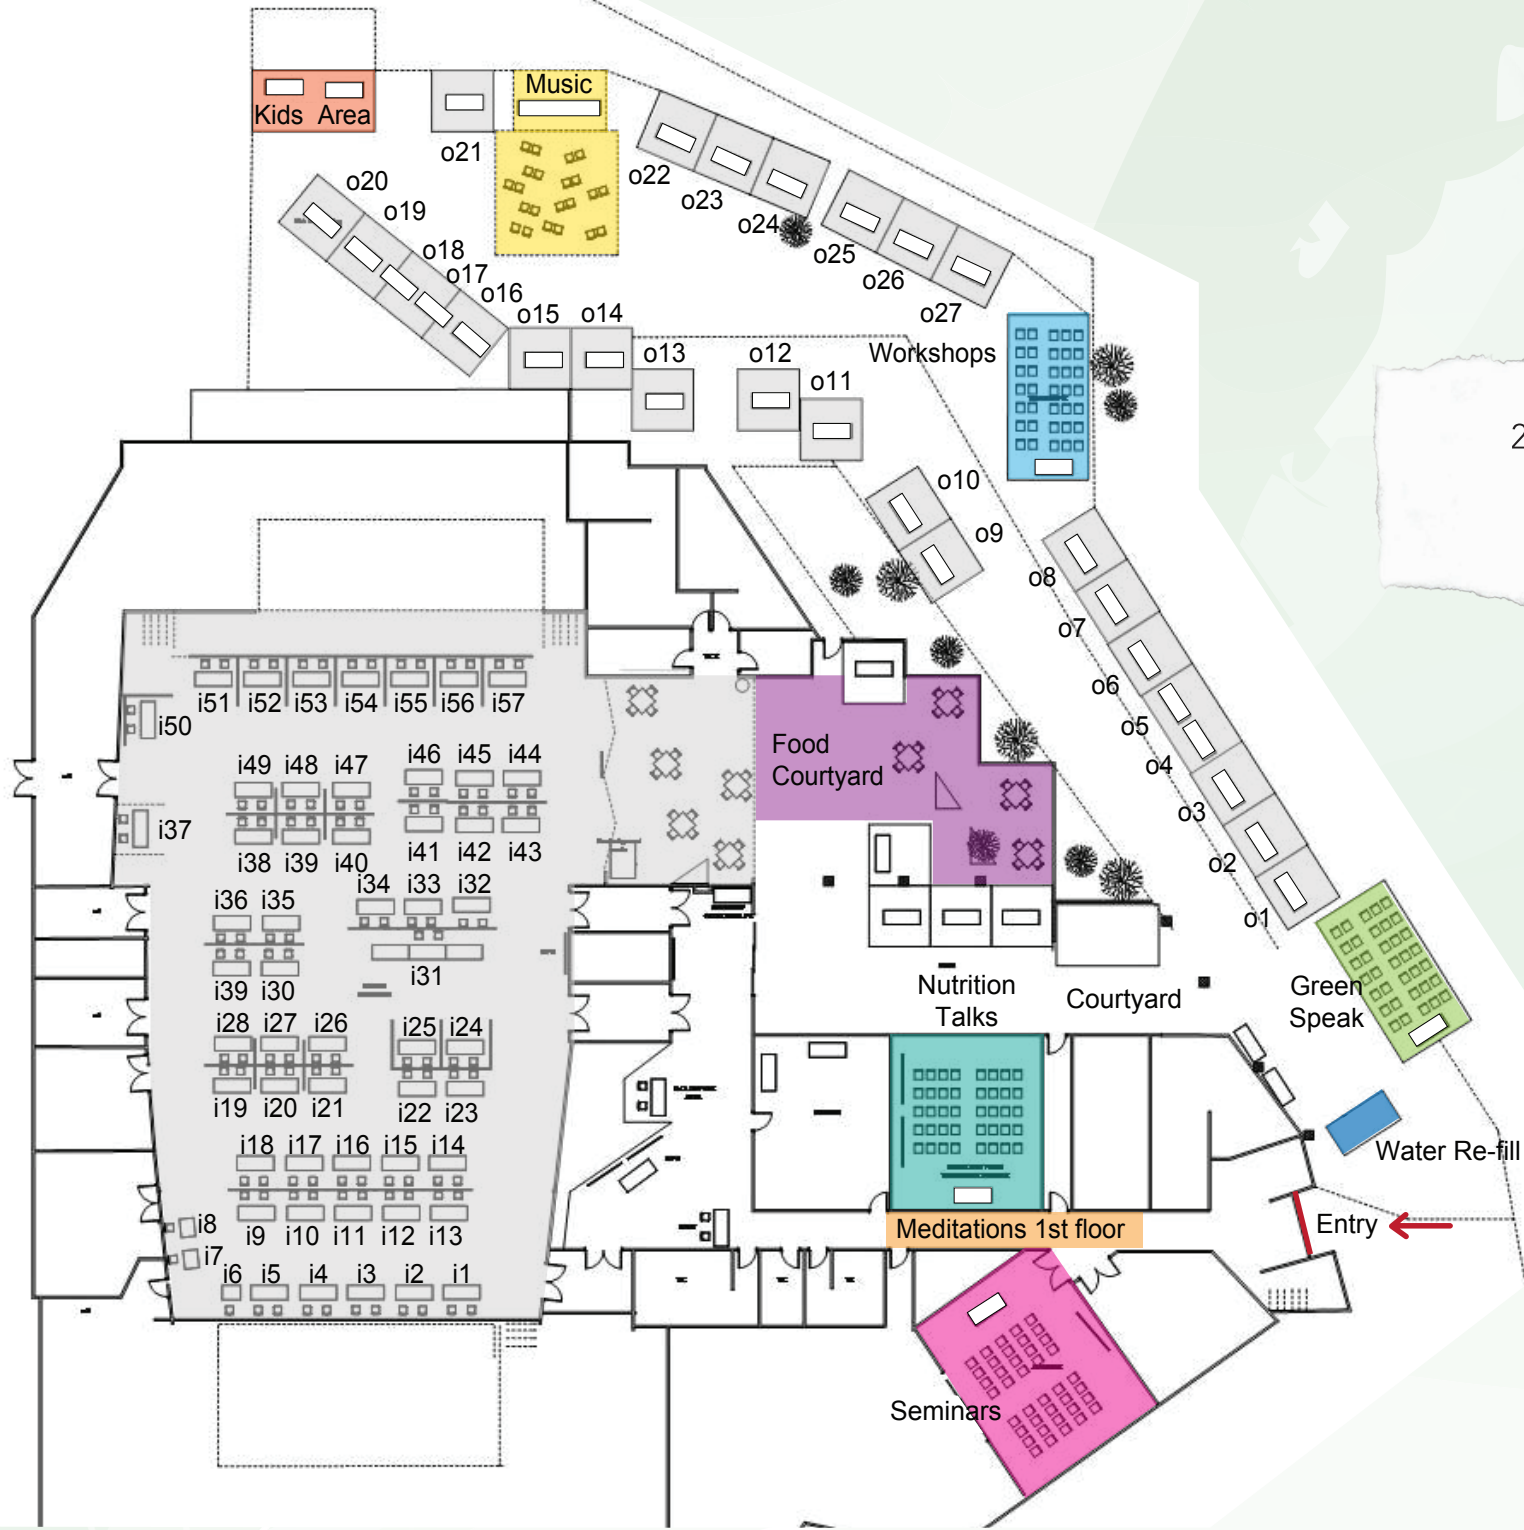 Music
Kids Area
o21
o22
o23
o24
o25
o26
o27
o20
o19
o18
o17
o16
o15
o14
o13
o12
o11
Workshops
2
o10
o9
o8
o7
o6
o5
o4
o3
o2
o1
i51 i52 i53 i54 i55 i56 i57
i50
Food
Courtyard
i49 i48 i47
i46 i45 i44
i37
i38 i39 i40
i41 i42 i43
i36 i35
i34 i33 i32
i31
i39 i30
Nutrition
Talks
Courtyard
Green
Speak
i28 i27 i26
i25 i24
i19 i20 i21
i22 i23
i18 i17 i16 i15 i14
Water Re-fill
i9 i10 i11 i12 i13
i8
i7
Meditations 1st floor
Entry
i6 i5 i4 i3 i2 i1
Seminars